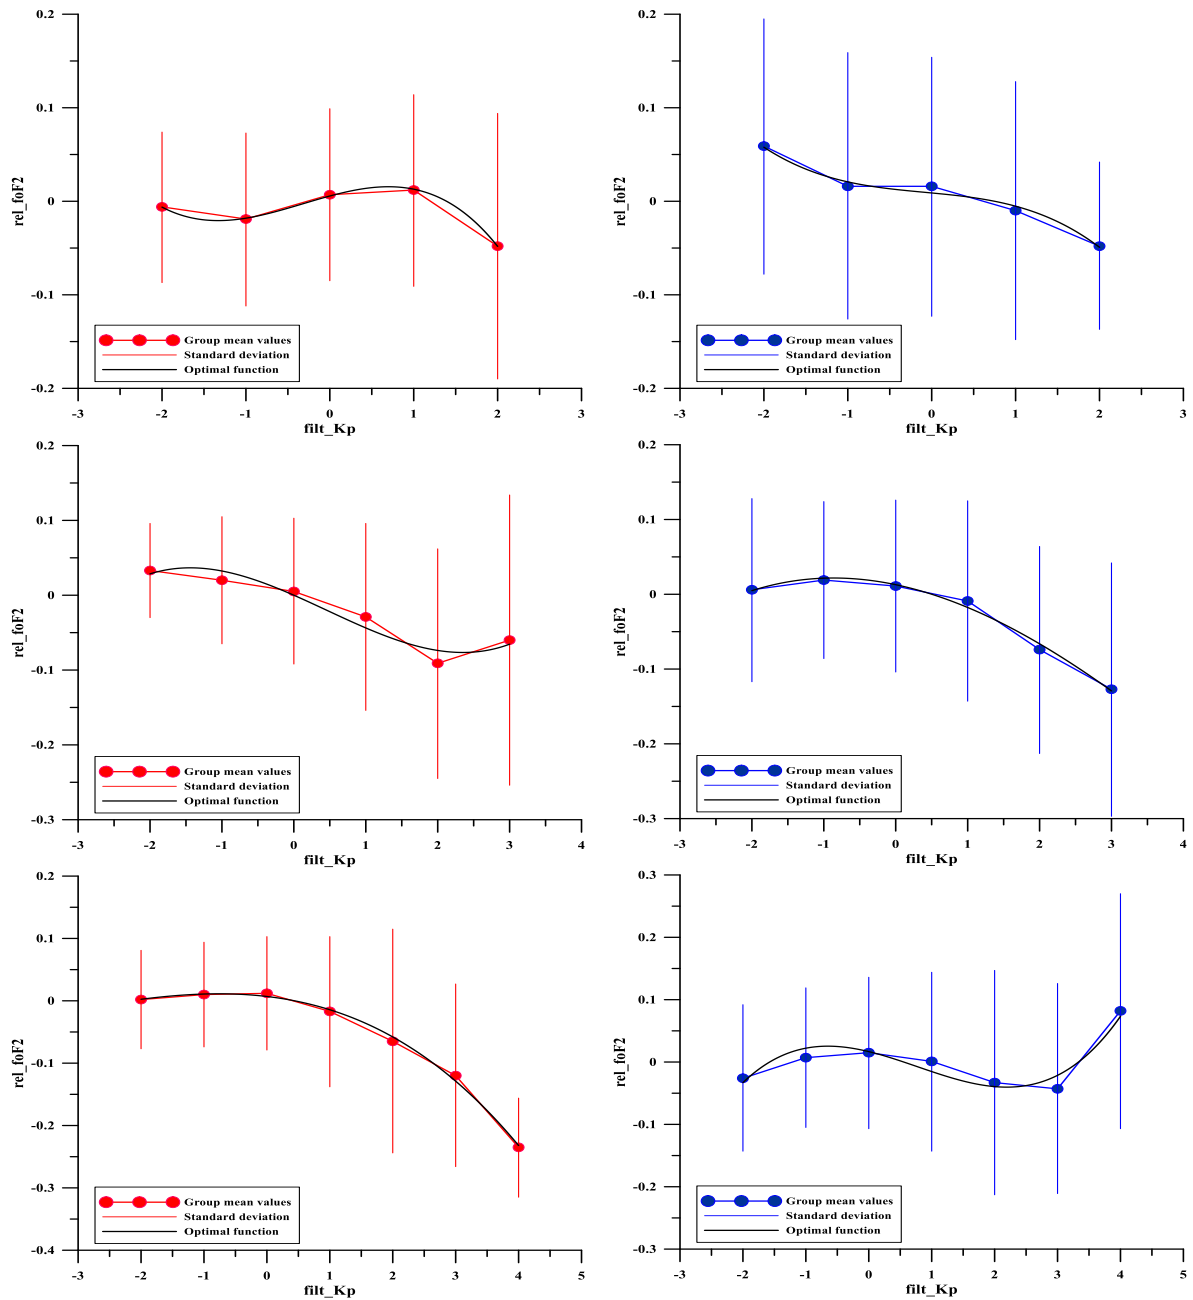 0.2
0.1
0
-0.1
-0.2
rel_foF2
Group mean values
Standard deviation
Optimal function
-3 -2 -1 0 1 2 3
filt_Kp
0.2
0.1
0
-0.1
-0.2
rel_foF2
Group mean values
Standard deviation
Optimal function
-3 -2 -1 0 1 2 3
filt_Kp
0.2
0.1
0
-0.1
-0.2
-0.3
rel_foF2
Group mean values
Standard deviation
Optimal function
-3 -2 -1 0 1 2 3 4
filt_Kp
0.2
0.1
0
-0.1
-0.2
-0.3
rel_foF2
Group mean values
Standard deviation
Optimal function
-3 -2 -1 0 1 2 3 4
filt_Kp
0.2
0.1
0
-0.1
-0.2
-0.3
-0.4
rel_foF2
Group mean values
Standard deviation
Optimal function
-3 -2 -1 0 1 2 3 4 5
filt_Kp
0.3
0.2
0.1
0
-0.1
-0.2
-0.3
rel_foF2
Group mean values
Standard deviation
Optimal function
-3 -2 -1 0 1 2 3 4 5
filt_Kp